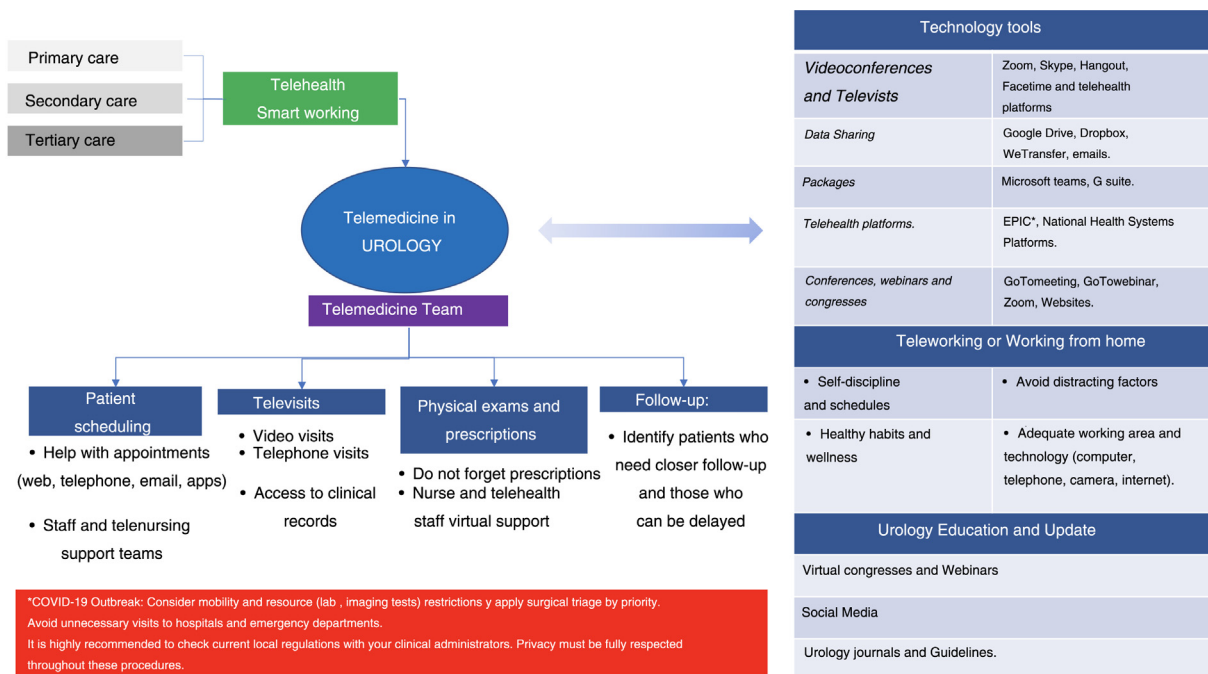 Primary care
Secondary care
Tertiary care
Telehealth
Smart working
Telemedicine in
UROLOGY
Telemedicine Team
Patient
scheduling
• Help with appointments
(web, telephone, email, apps)
• Staff and telenursing
support teams
Televisits
• Video visits
• Telephone visits
• Access to clinical
records
Physical exams and
prescriptions
• Do not forget prescriptions
• Nurse and telehealth
staff virtual support
Follow-up:
• Identify patients who
need closer follow-up
and those who
can be delayed
*COVID-19 Outbreak: Consider mobility and resource (lab , imaging tests) restrictions y apply surgical triage by priority.
Avoid unnecessary visits to hospitals and emergency departments.
It is highly recommended to check current local regulations with your clinical administrators. Privacy must be fully respected
throughout these procedures.
Technology tools
Videoconferences
and Televists
Zoom, Skype, Hangout,
Facetime and telehealth
platforms
Data Sharing
Google Drive, Dropbox,
WeTransfer, emails.
Packages
Microsoft teams, G suite.
Telehealth platforms.
EPIC*, National Health Systems
Platforms.
Conferences, webinars and
congresses
GoTomeeting, GoTowebinar,
Zoom, Websites.
Teleworking or Working from home
• Self-discipline
and schedules
• Avoid distracting factors
• Healthy habits and
wellness
• Adequate working area and
technology (computer,
telephone, camera, internet).
Urology Education and Update
Virtual congresses and Webinars
Social Media
Urology journals and Guidelines.